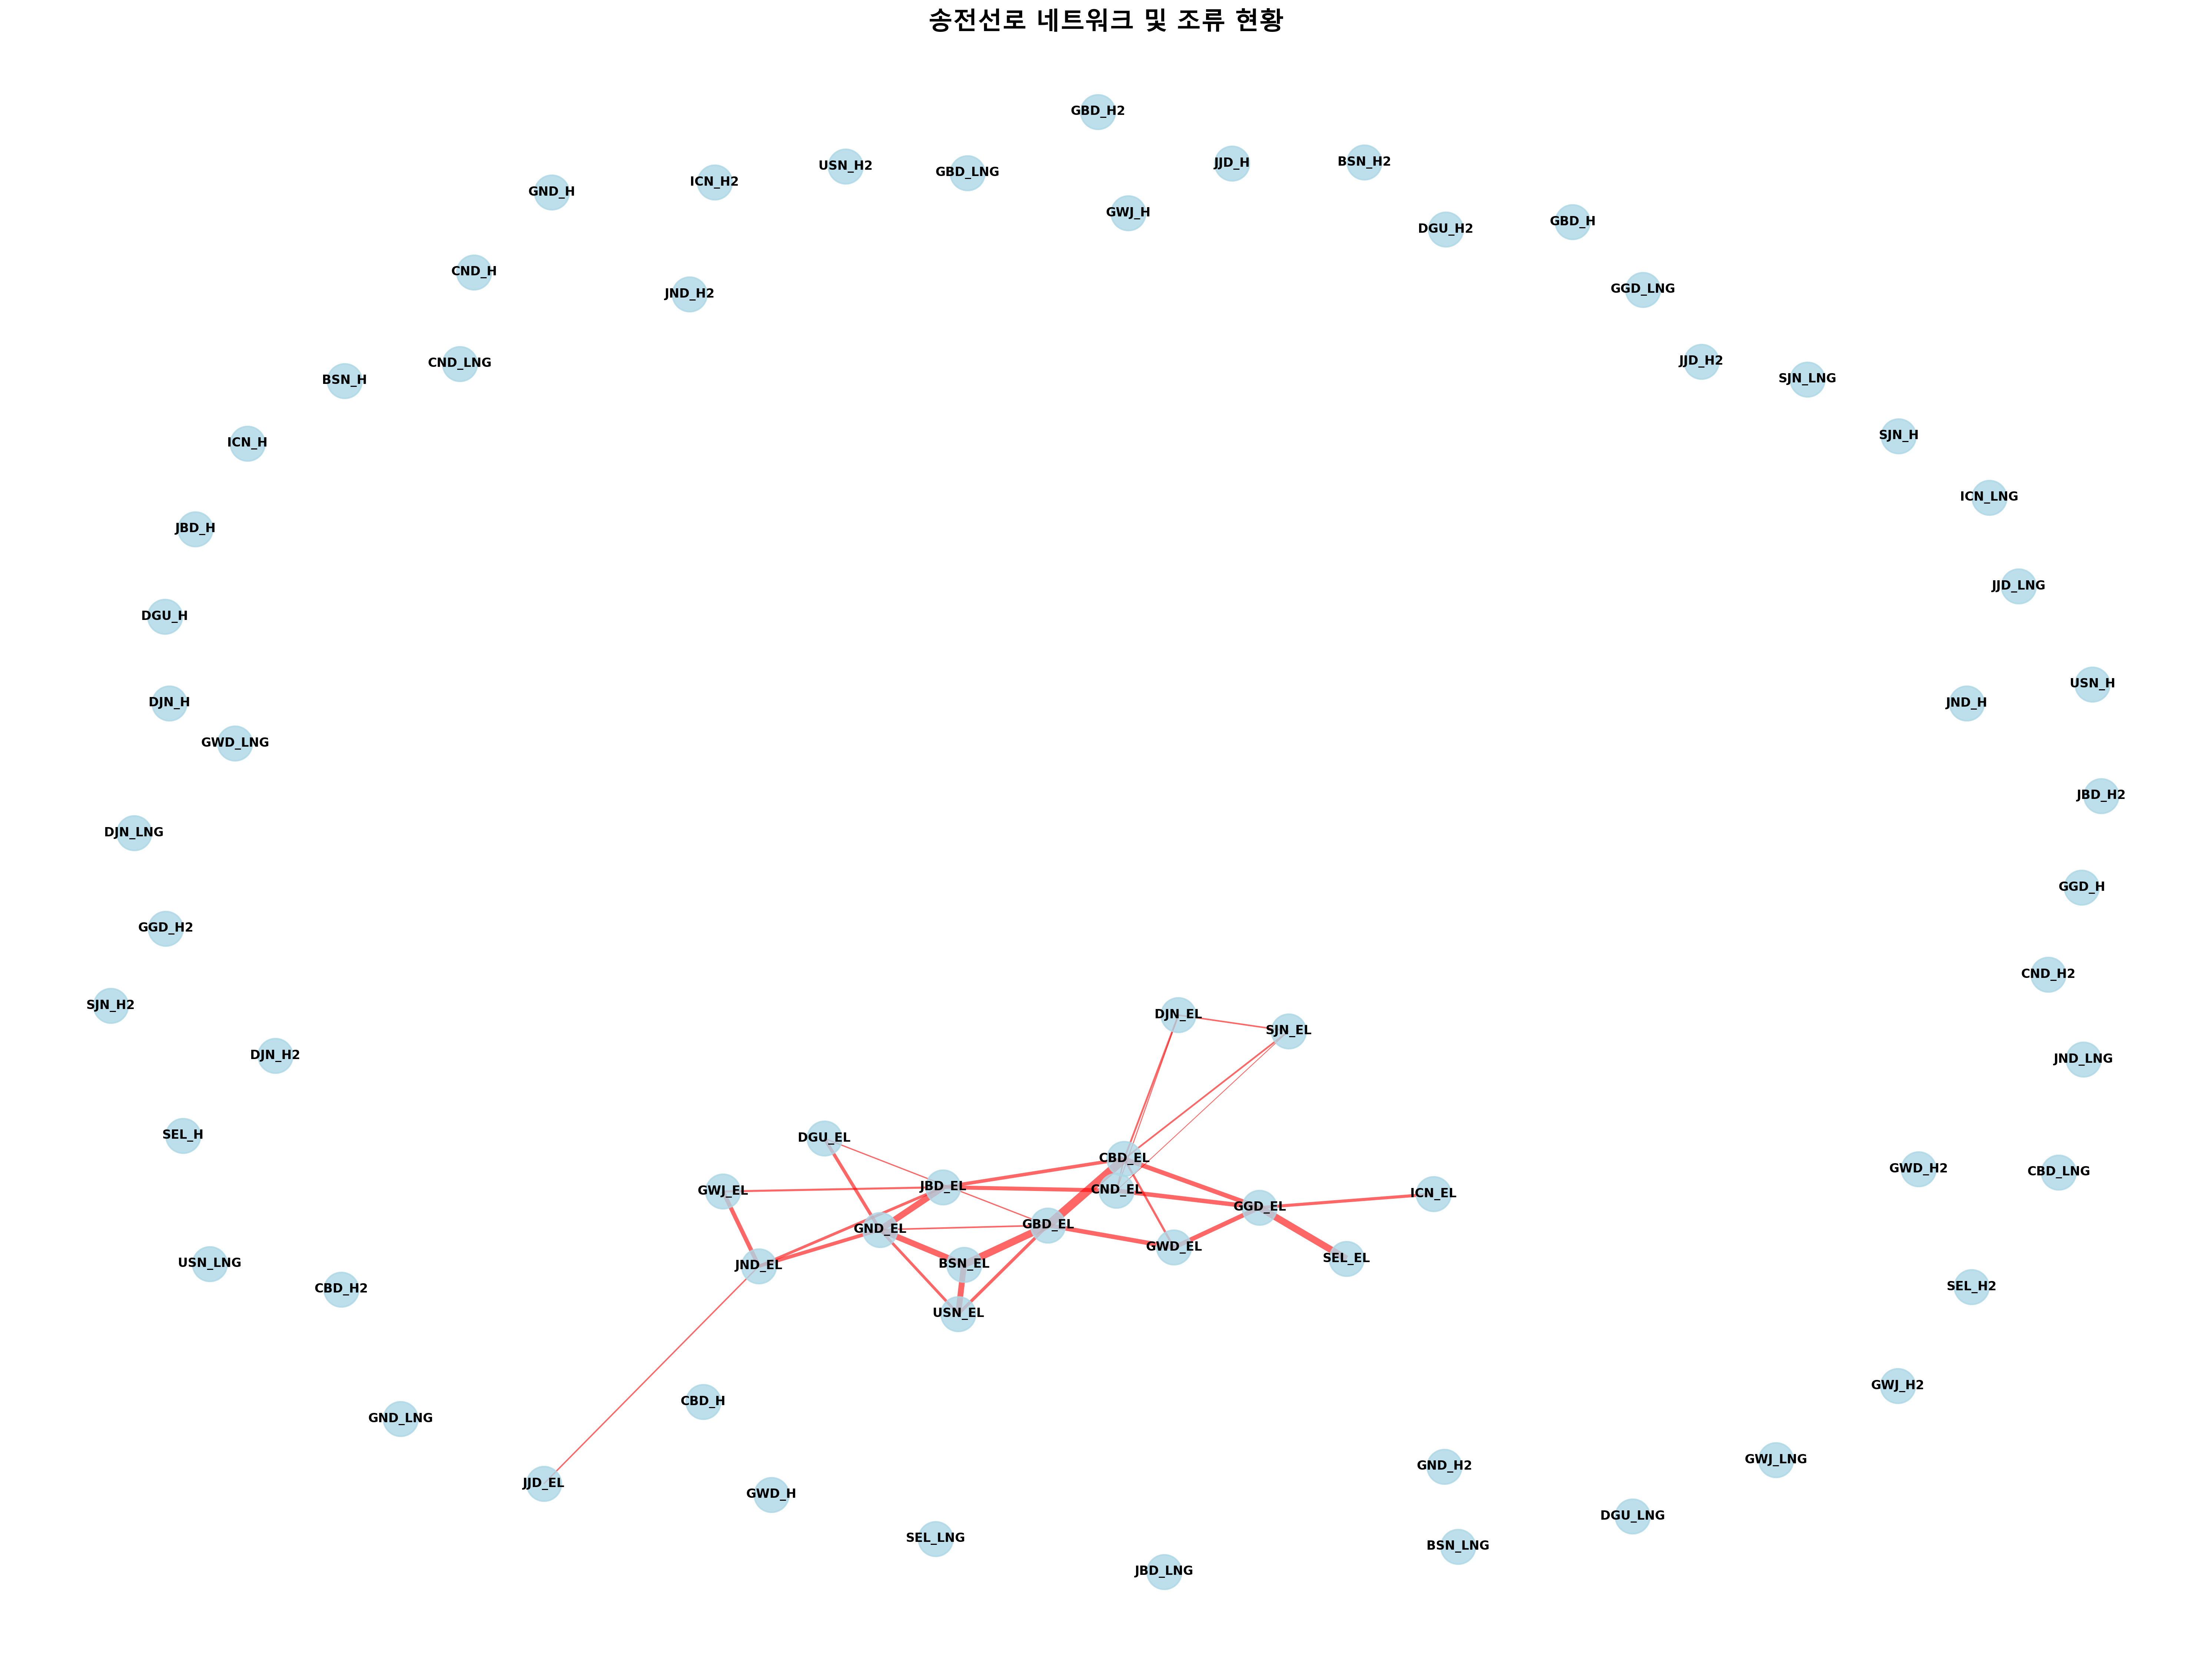 송전선로 네트워크 및 조류 현황
GBD_H2
USN_H2
GBD_LNG
JJD_H
BSN_H2
ICN_H2
GND_H
GWJ_H
DGU_H2
GBD_H
CND_H
JND_H2
GGD_LNG
CND_LNG
JJD_H2
BSN_H
SJN_LNG
ICN_H
SJN_H
ICN_LNG
JBD_H
JJD_LNG
DGU_H
USN_H
DJN_H
JND_H
GWD_LNG
JBD_H2
DJN_LNG
GGD_H
GGD_H2
CND_H2
SJN_H2
DJN_EL
SJN_EL
DJN_H2
JND_LNG
SEL_H
DGU_EL
CBD_EL
GWD_H2
CBD_LNG
GWJ_EL
JBD_EL
CND_EL
ICN_EL
GGD_EL
GND_EL
GBD_EL
GWD_EL
SEL_EL
USN_LNG
JND_EL
BSN_EL
CBD_H2
SEL_H2
USN_EL
GWJ_H2
CBD_H
GND_LNG
GWJ_LNG
GND_H2
JJD_EL
GWD_H
DGU_LNG
SEL_LNG
BSN_LNG
JBD_LNG